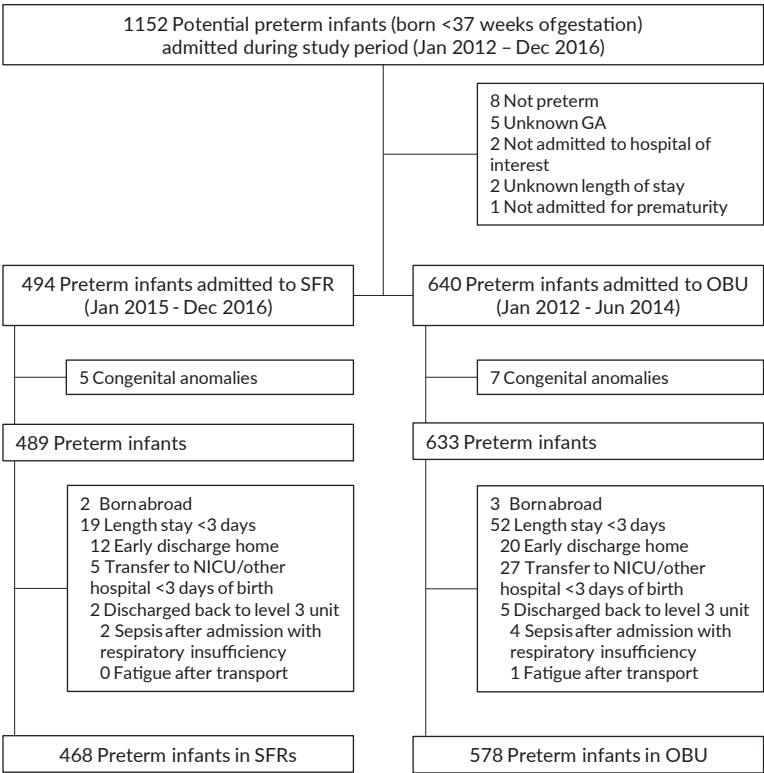 1152 Potential preterm infants (born <37 weeks of gestation)
admitted during study period (Jan 2012 – Dec 2016)
8 Not preterm
5 Unknown GA
2 Not admitted to hospital of
interest
2 Unknown length of stay
1 Not admitted for prematurity
494 Preterm infants admitted to SFR
(Jan 2015 - Dec 2016)
640 Preterm infants admitted to OBU
(Jan 2012 - Jun 2014)
5 Congenital anomalies
7 Congenital anomalies
489 Preterm infants
633 Preterm infants
2 Born abroad
19 Length stay <3 days
12 Early discharge home
5 Transfer to NICU/other
hospital <3 days of birth
2 Discharged back to level 3 unit
2 Sepsis after admission with
respiratory insufficiency
0 Fatigue after transport
3 Born abroad
52 Length stay <3 days
20 Early discharge home
27 Transfer to NICU/other
hospital <3 days of birth
5 Discharged back to level 3 unit
4 Sepsis after admission with
respiratory insufficiency
1 Fatigue after transport
468 Preterm infants in SFRs
578 Preterm infants in OBU